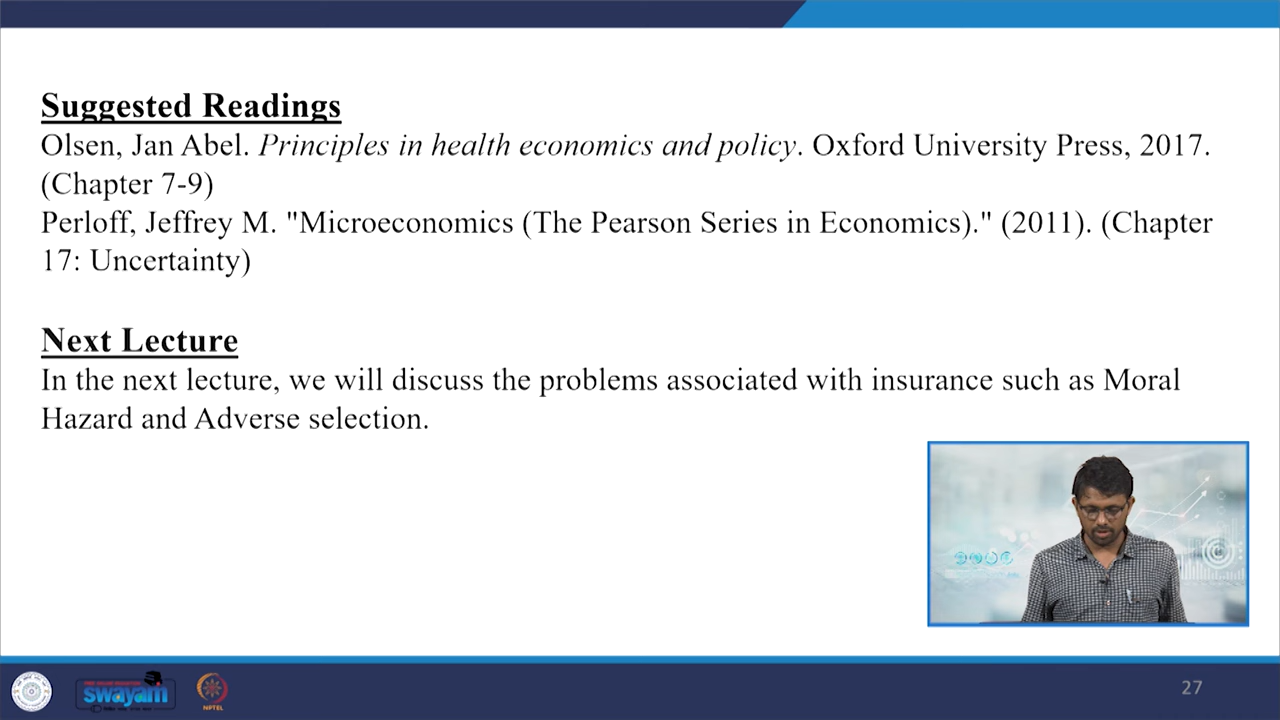 Suggested Readings
Olsen, Jan Abel. Principles in health economics and policy. Oxford University Press, 2017.
(Chapter 7-9)
Perloff, Jeffrey M. "Microeconomics (The Pearson Series in Economics)." (2011). (Chapter
17: Uncertainty)
Next Lecture
In the next lecture, we will discuss the problems associated with insurance such as Moral
Hazard and Adverse selection.
swayam
NPTEL
27